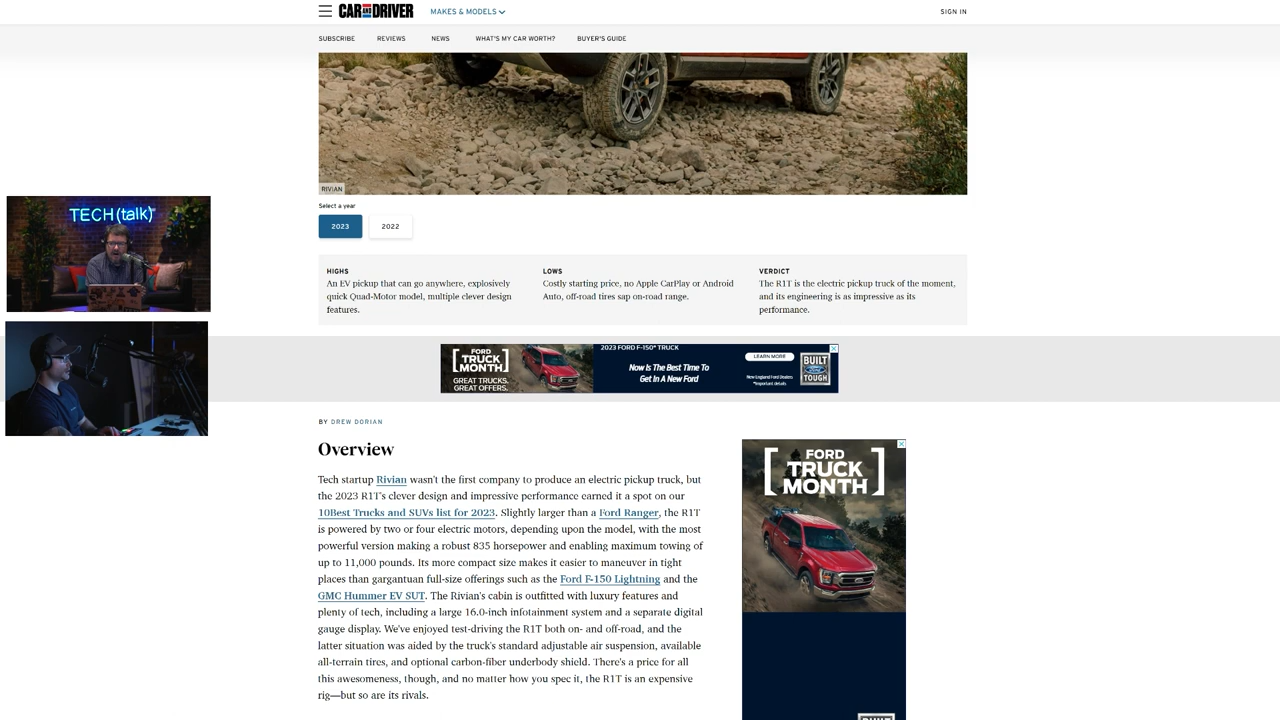 CAR AND DRIVER
MAKES & MODELS
SIGN IN
SUBSCRIBE
REVIEWS
NEWS
WHAT'S MY CAR WORTH?
BUYER'S GUIDE
RIVIAN
Select a year
2023
2022
HIGHS
An EV pickup that can go anywhere, explosively
quick Quad-Motor model, multiple clever design
features.
LOWS
Costly starting price, no Apple CarPlay or Android
Auto, off-road tires sap on-road range.
VERDICT
The R1T is the electric pickup truck of the moment,
and its engineering is as impressive as its
performance.
TECH(talk)
FORD
TRUCK
MONTH
GREAT TRUCKS.
GREAT OFFERS.
2023 FORD F-150® TRUCK
Now Is The Best Time To
Get In A New Ford
LEARN MORE
New England Ford Dealers
*Important details
BUILT
Ford
TOUGH
BY DREW DORIAN
Overview
Tech startup Rivian wasn't the first company to produce an electric pickup truck, but
the 2023 R1T's clever design and impressive performance earned it a spot on our
10Best Trucks and SUVs list for 2023. Slightly larger than a Ford Ranger, the R1T
is powered by two or four electric motors, depending upon the model, with the most
powerful version making a robust 835 horsepower and enabling maximum towing of
up to 11,000 pounds. Its more compact size makes it easier to maneuver in tight
places than gargantuan full-size offerings such as the Ford F-150 Lightning and the
GMC Hummer EV SUT. The Rivian's cabin is outfitted with luxury features and
plenty of tech, including a large 16.0-inch infotainment system and a separate digital
gauge display. We've enjoyed test-driving the R1T both on- and off-road, and the
latter situation was aided by the truck's standard adjustable air suspension, available
all-terrain tires, and optional carbon-fiber underbody shield. There's a price for all
this awesomeness, though, and no matter how you spec it, the R1T is an expensive
rig—but so are its rivals.
FORD
TRUCK
MONTH
BUILT